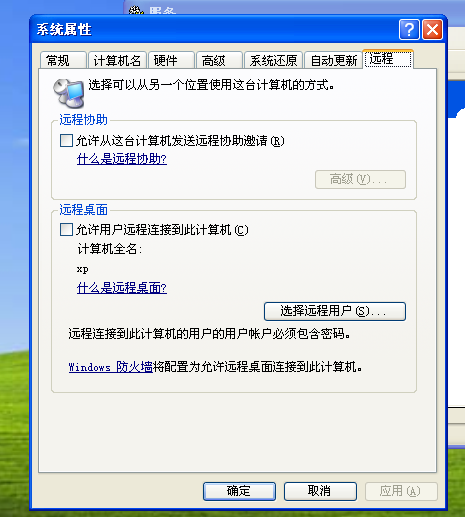 服务
系统属性
常规 计算机名 硬件 高级 系统还原 自动更新 远程
选择可以从另一个位置使用这台计算机的方式。
远程协助
允许从这台计算机发送远程协助邀请(R)
什么是远程协助?
高级(V)...
远程桌面
允许用户远程连接到此计算机(C)
计算机全名:
xp
什么是远程桌面?
选择远程用户(S)...
远程连接到此计算机的用户的用户帐户必须包含密码。
Windows 防火墙将配置为允许远程桌面连接到此计算机。
确定 取消 应用(A)